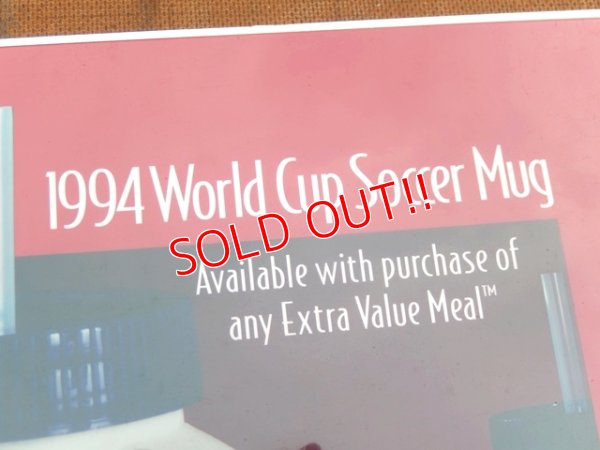 1994 World Cup Soccer Mug
SOLD OUT!!
Available with purchase of
any Extra Value Meal™